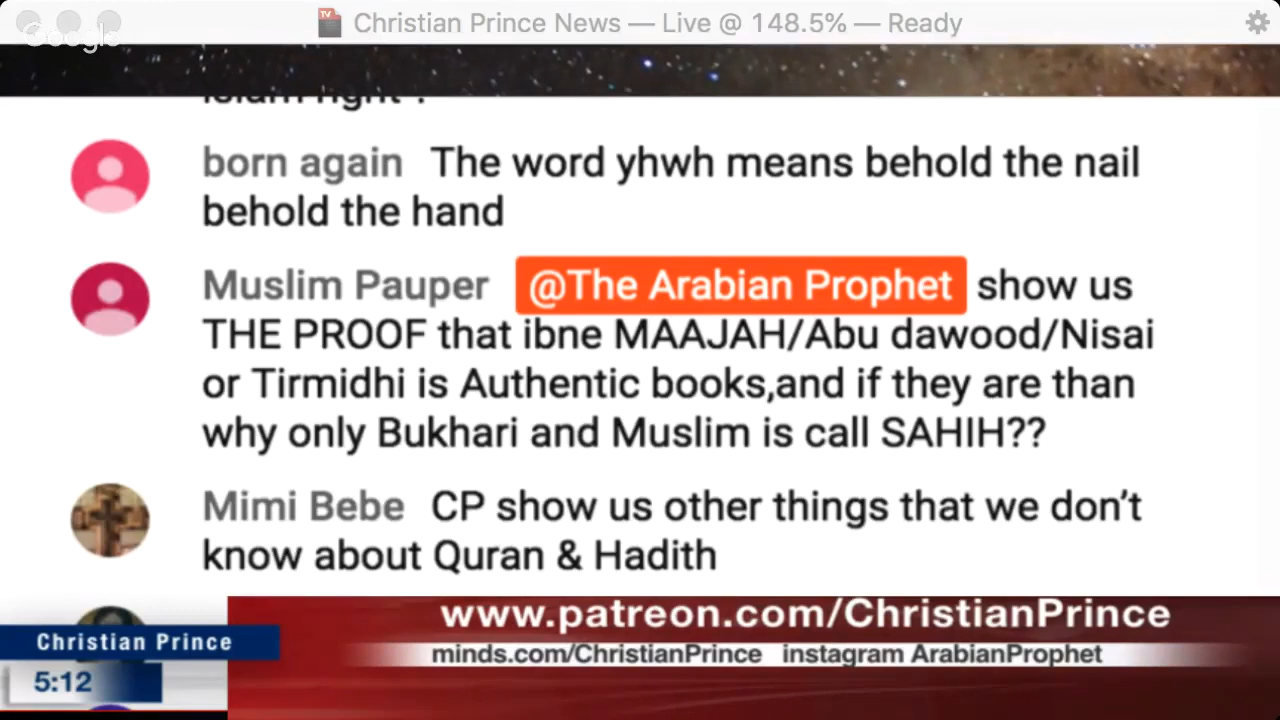 Google
TV
Christian Prince News — Live @ 148.5% — Ready
islam right ?
born again The word yhwh means behold the nail
behold the hand
Muslim Pauper @The Arabian Prophet show us
THE PROOF that ibne MAAJAH/Abu dawood/Nisai
or Tirmidhi is Authentic books,and if they are than
why only Bukhari and Muslim is call SAHIH??
Mimi Bebe CP show us other things that we don’t
know about Quran & Hadith
www.patreon.com/ChristianPrince
Christian Prince
minds.com/ChristianPrince instagram ArabianProphet
5:12